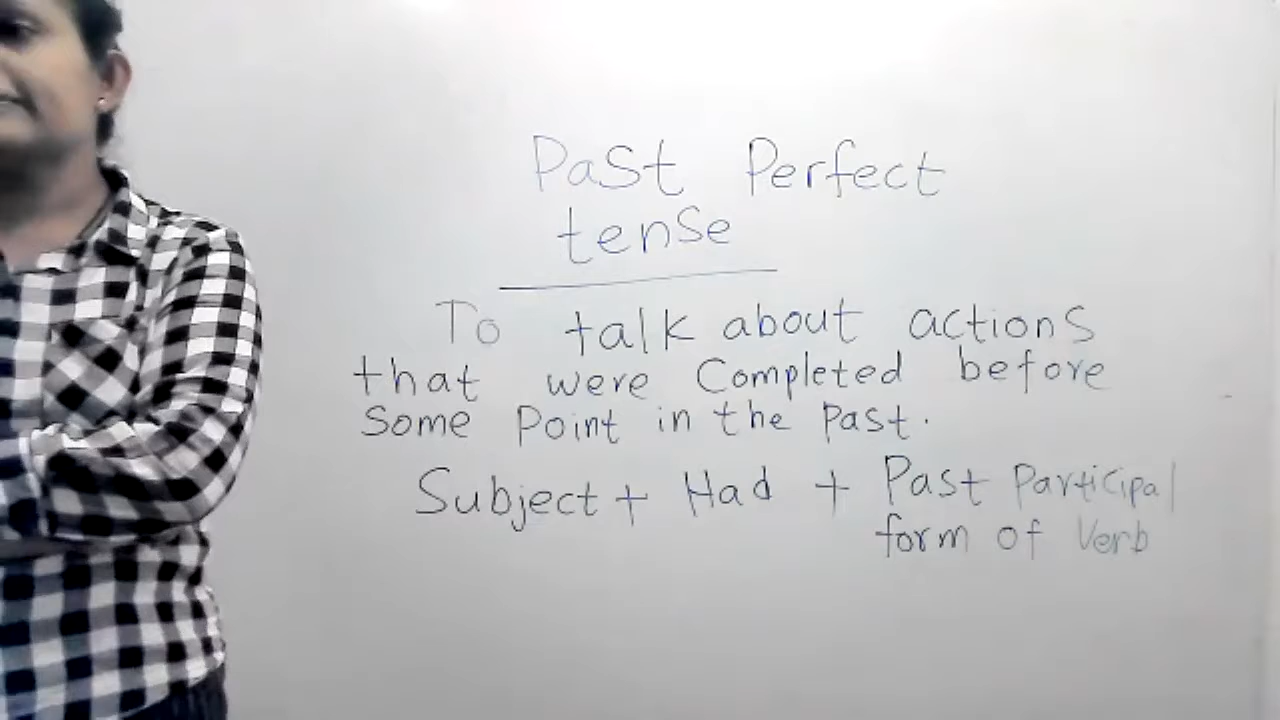 Past Perfect
tense
To talk about actions
that were Completed before
Some Point in the Past.
Subject + Had + Past Participal
form of Verb